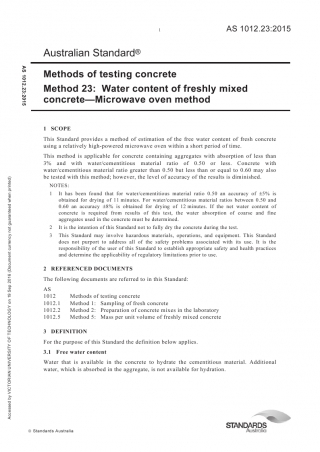 1
AS 1012.23:2015
Australian Standard®
Methods of testing concrete
Method 23: Water content of freshly mixed
concrete—Microwave oven method
1 SCOPE
This Standard provides a method of estimation of the free water content of fresh concrete
using a relatively high-powered microwave oven within a short period of time.
This method is applicable for concrete containing aggregates with absorption of less than
3% and with water/cementitious material ratio of 0.50 or less. Concrete with
water/cementitious material ratio greater than 0.50 but less than or equal to 0.60 may also
be tested with this method; however, the level of accuracy of the results is diminished.
NOTES:
1 It has been found that for water/cementitious material ratio 0.50 an accuracy of ±5% is
obtained for drying of 11 minutes. For water/cementitious material ratios between 0.50 and
0.60 an accuracy ±8% is obtained for drying of 12 minutes. If the net water content of
concrete is required from results of this test, the water absorption of coarse and fine
aggregates used in the concrete must be determined.
2 It is the intention of this Standard not to fully dry the concrete during the test.
3 This Standard may involve hazardous materials, operations, and equipment. This Standard
does not purport to address all of the safety problems associated with its use. It is the
responsibility of the user of this Standard to establish appropriate safety and health practices
and determine the applicability of regulatory limitations prior to use.
2 REFERENCED DOCUMENTS
The following documents are referred to in this Standard:
AS
1012 Methods of testing concrete
1012.1 Method 1: Sampling of fresh concrete
1012.2 Method 2: Preparation of concrete mixes in the laboratory
1012.5 Method 5: Mass per unit volume of freshly mixed concrete
3 DEFINITION
For the purpose of this Standard the definition below applies.
3.1 Free water content
Water that is available in the concrete to hydrate the cementitious material. Additional
water, which is absorbed in the aggregate, is not available for hydration.
AS 1012.23:2015
Accessed by VICTORIAN UNIVERSITY OF TECHNOLOGY on 16 Sep 2016 (Document currency not guaranteed when printed)
© Standards Australia
STANDARDS
Australia